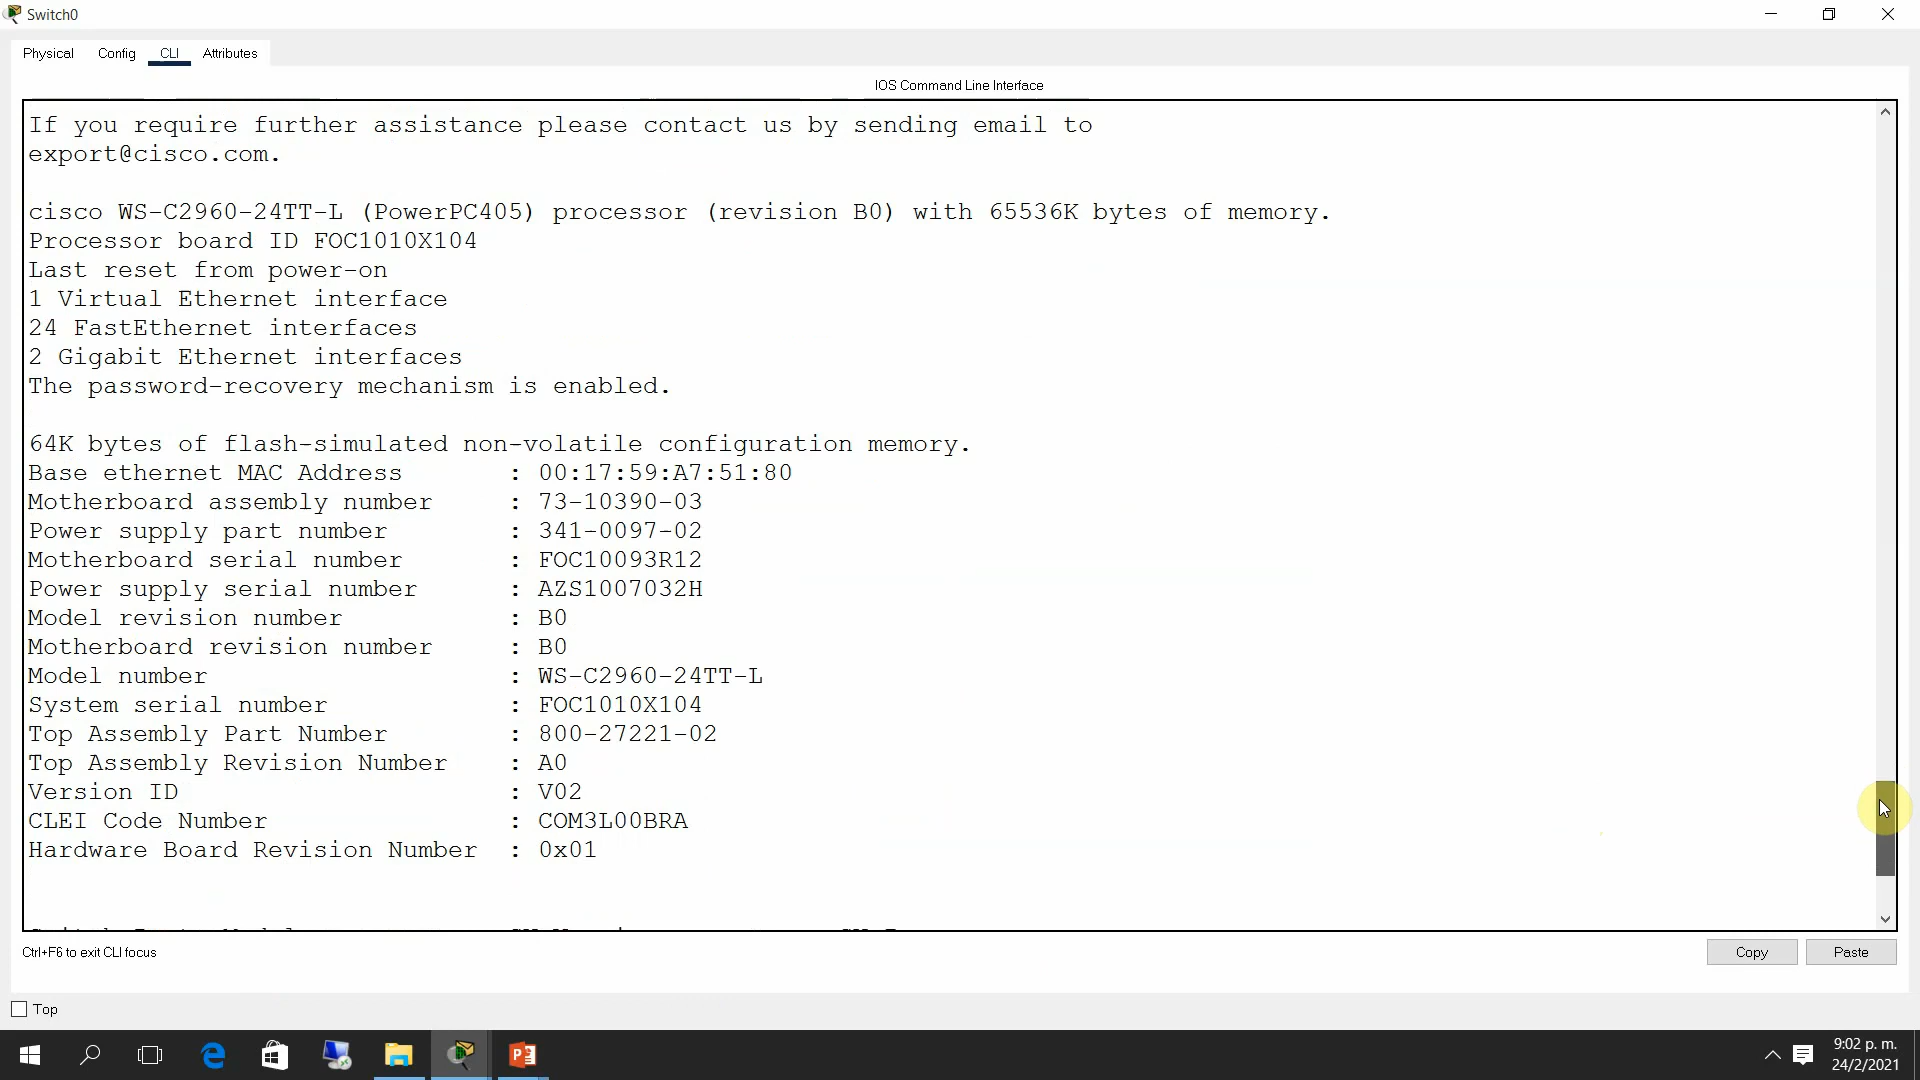 Switch0
Physical Config CLI Attributes
IOS Command Line Interface
If you require further assistance please contact us by sending email to
export@cisco.com.
cisco WS-C2960-24TT-L (PowerPC405) processor (revision B0) with 65536K bytes of memory.
Processor board ID FOC1010X104
Last reset from power-on
1 Virtual Ethernet interface
24 FastEthernet interfaces
2 Gigabit Ethernet interfaces
The password-recovery mechanism is enabled.
64K bytes of flash-simulated non-volatile configuration memory.
Base ethernet MAC Address : 00:17:59:A7:51:80
Motherboard assembly number : 73-10390-03
Power supply part number : 341-0097-02
Motherboard serial number : FOC10093R12
Power supply serial number : AZS1007032H
Model revision number : B0
Motherboard revision number : B0
Model number : WS-C2960-24TT-L
System serial number : FOC1010X104
Top Assembly Part Number : 800-27221-02
Top Assembly Revision Number : A0
Version ID : V02
CLEI Code Number : COM3L00BRA
Hardware Board Revision Number : 0x01
Ctrl+F6 to exit CLI focus
Copy Paste
Top
9:02 p. m.
24/2/2021